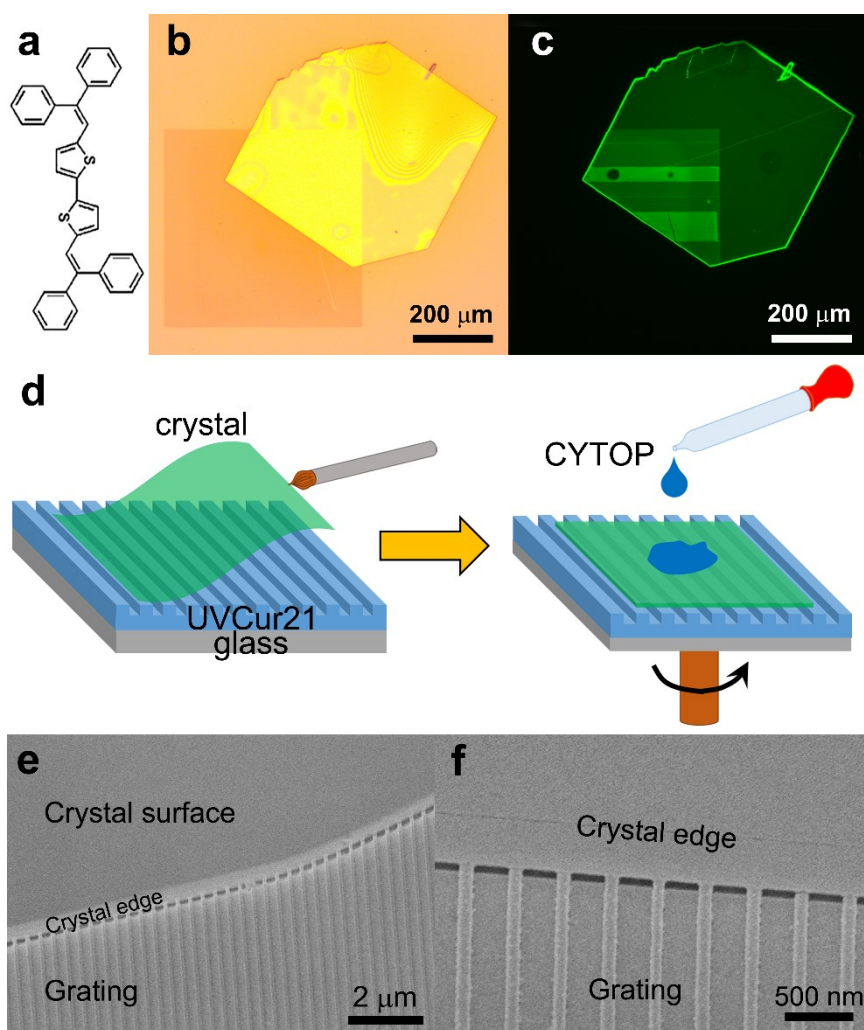 a
b
c
S
S
200 μm
200 μm
d
crystal
CYTOP
UVCur21
glass
e
f
Crystal surface
Crystal edge
Crystal edge
Grating
2 μm
Grating
500 nm